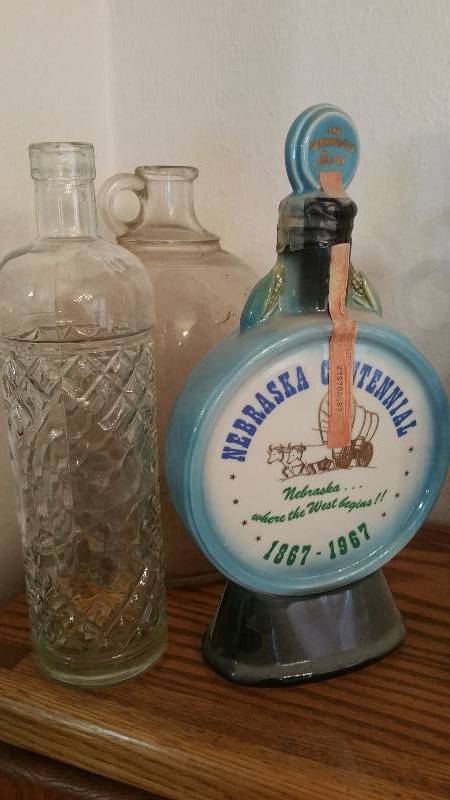 NEBRASKA CENTENNIAL
Nebraska...
where the West begins!!
1867-1967